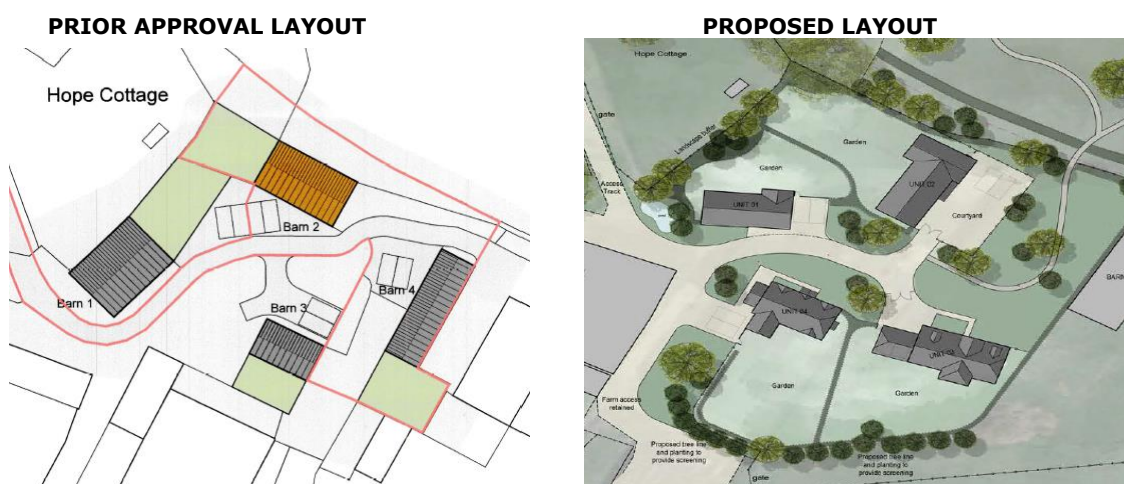 PRIOR APPROVAL LAYOUT
Hope Cottage
Barn 2
Barn 1
Barn 3
Barn 4
PROPOSED LAYOUT
Hope Cottage
gate
Landscape buffer
Garden
Garden
Access
Track
UNIT 01
UNIT 02
Courtyard
BARN
UNIT 04
UNIT 03
Garden
Garden
Farm access
retained
Proposed tree line
and planting to
provide screening
Proposed tree line
and planting to
provide screening
gate